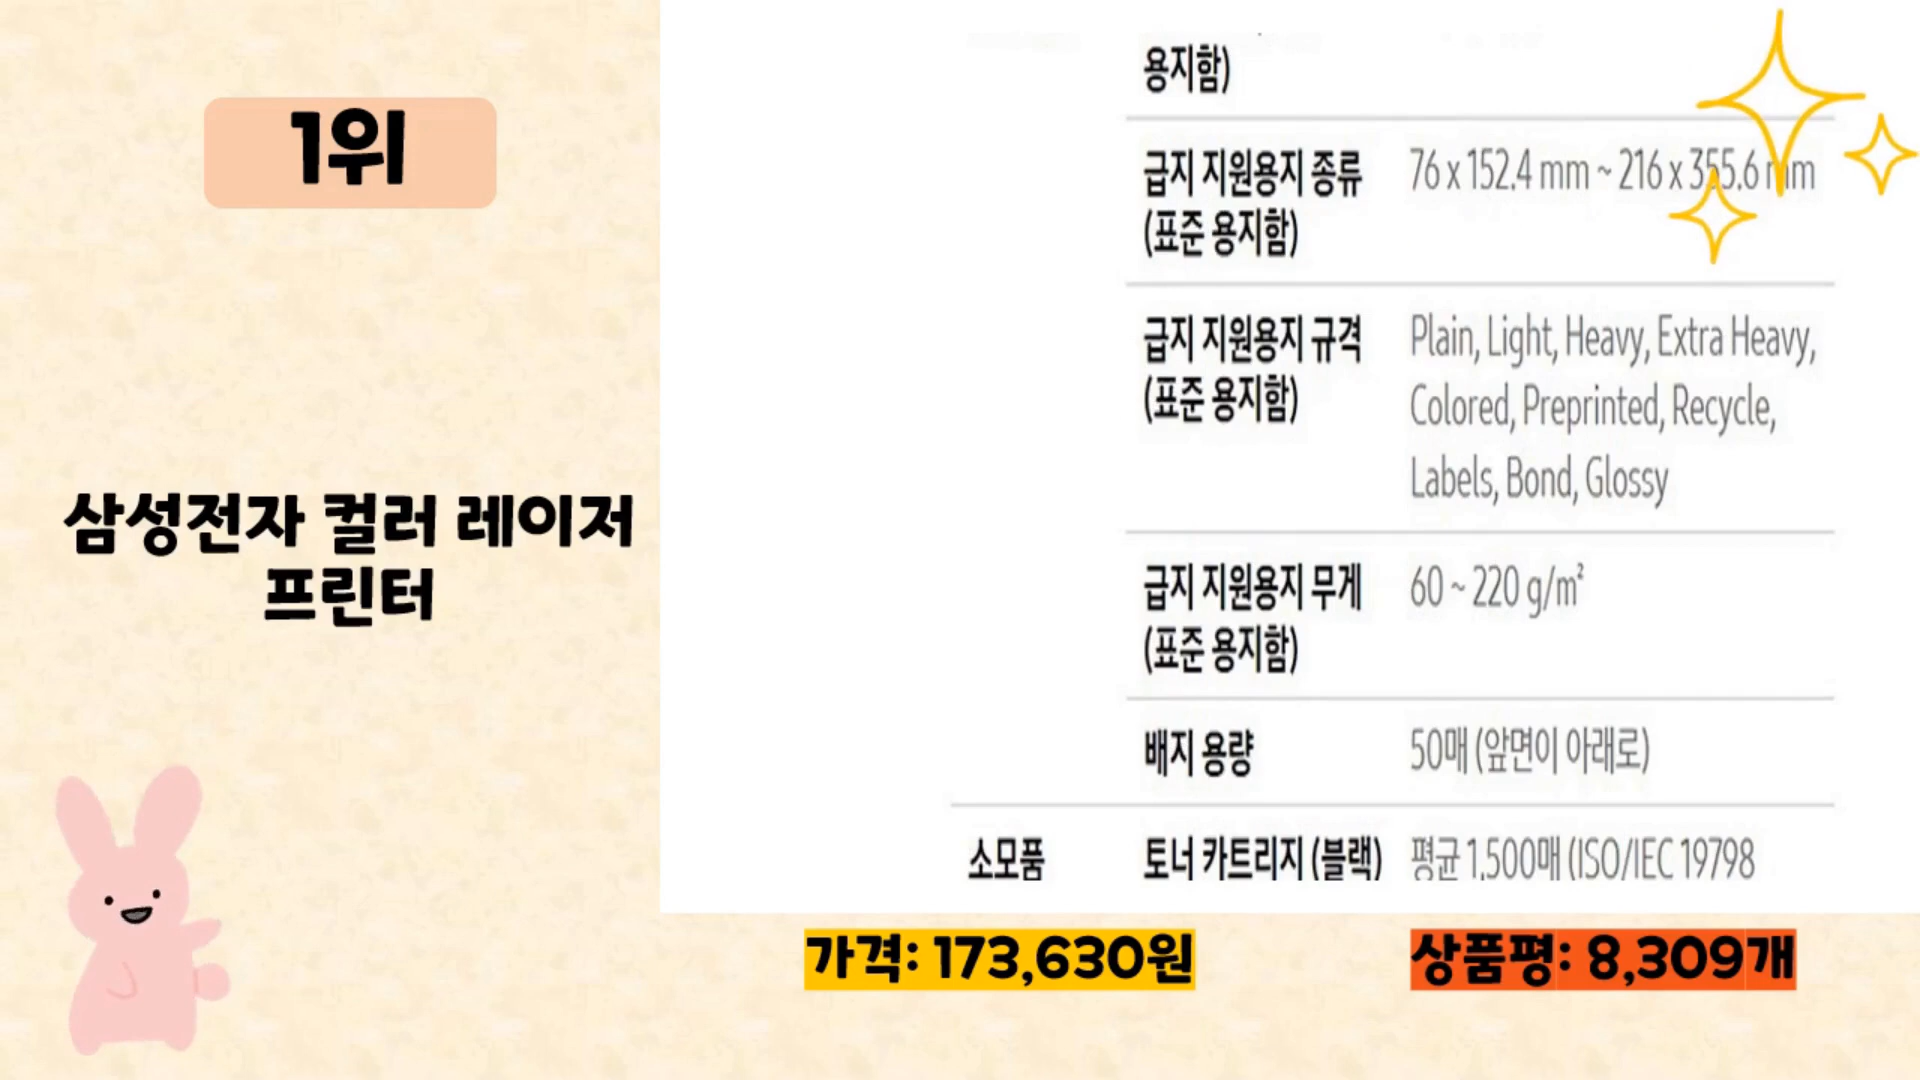 1위
삼성전자 컬러 레이저
프린터
용지함)
급지 지원용지 종류 76 x 152.4 mm ~ 216 x 355.6 mm
(표준 용지함)
급지 지원용지 규격 Plain, Light, Heavy, Extra Heavy,
(표준 용지함) Colored, Preprinted, Recycle,
Labels, Bond, Glossy
급지 지원용지 무게 60 ~ 220 g/m²
(표준 용지함)
배지 용량 50매 (앞면이 아래로)
소모품 토너 카트리지 (블랙) 평균 1,500매 (ISO/IEC 19798
가격: 173,630원
상품평: 8,309개